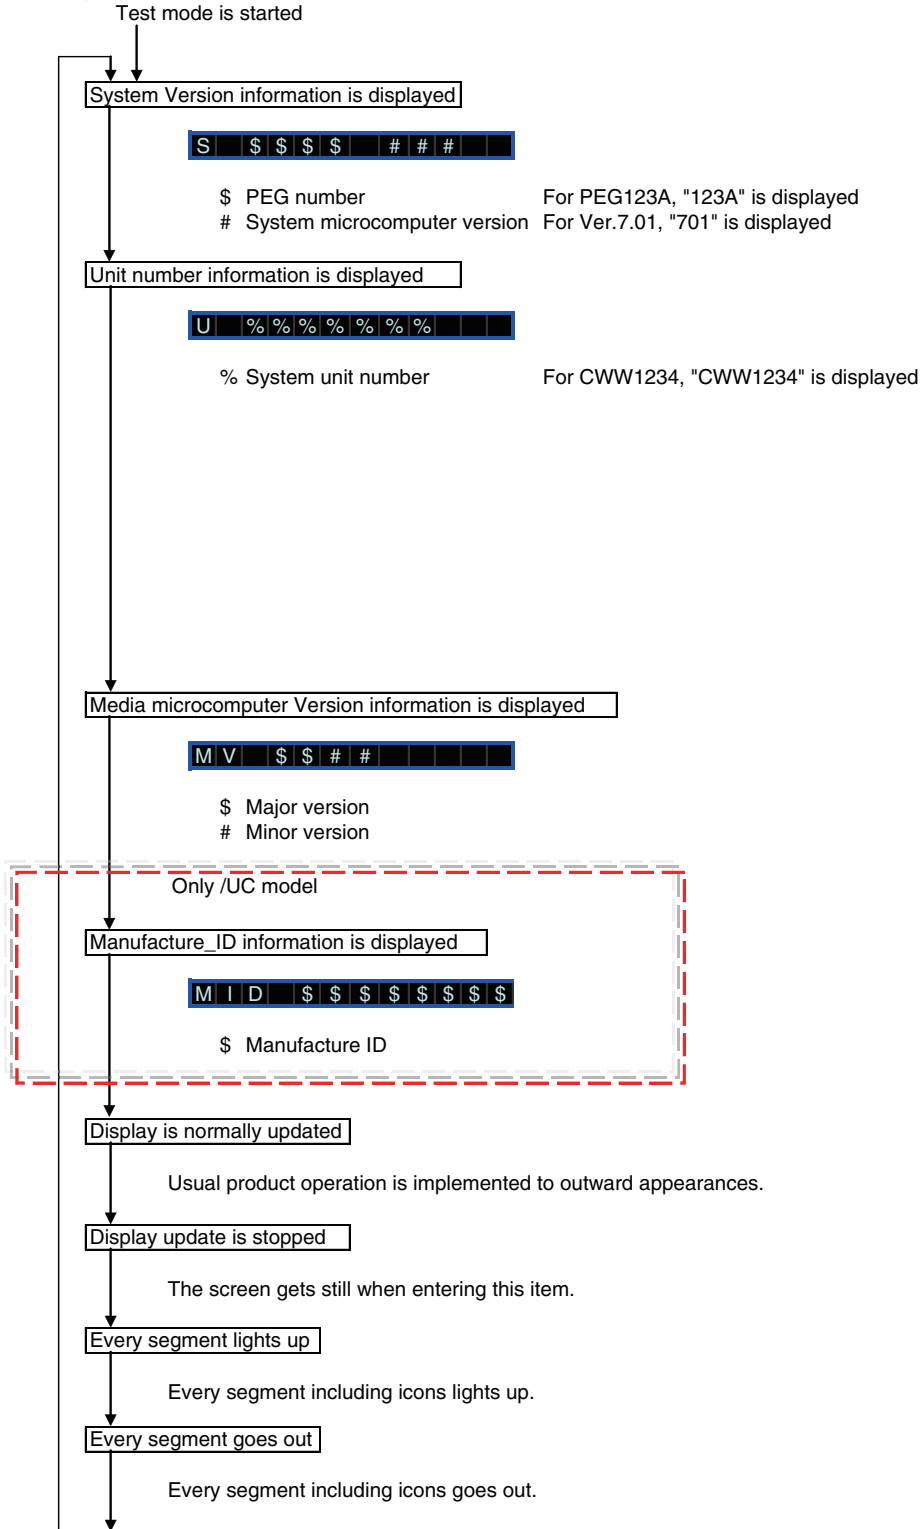 Test mode is started
System Version information is displayed
S $ $ $ $ # # #
$ PEG number For PEG123A, "123A" is displayed
# System microcomputer version For Ver.7.01, "701" is displayed
Unit number information is displayed
U % % % % % % %
% System unit number For CWW1234, "CWW1234" is displayed
Media microcomputer Version information is displayed
M V $ $ # #
$ Major version
# Minor version
Only /UC model
Manufacture_ID information is displayed
M I D $ $ $ $ $ $ $ $
$ Manufacture ID
Display is normally updated
Usual product operation is implemented to outward appearances.
Display update is stopped
The screen gets still when entering this item.
Every segment lights up
Every segment including icons lights up.
Every segment goes out
Every segment including icons goes out.